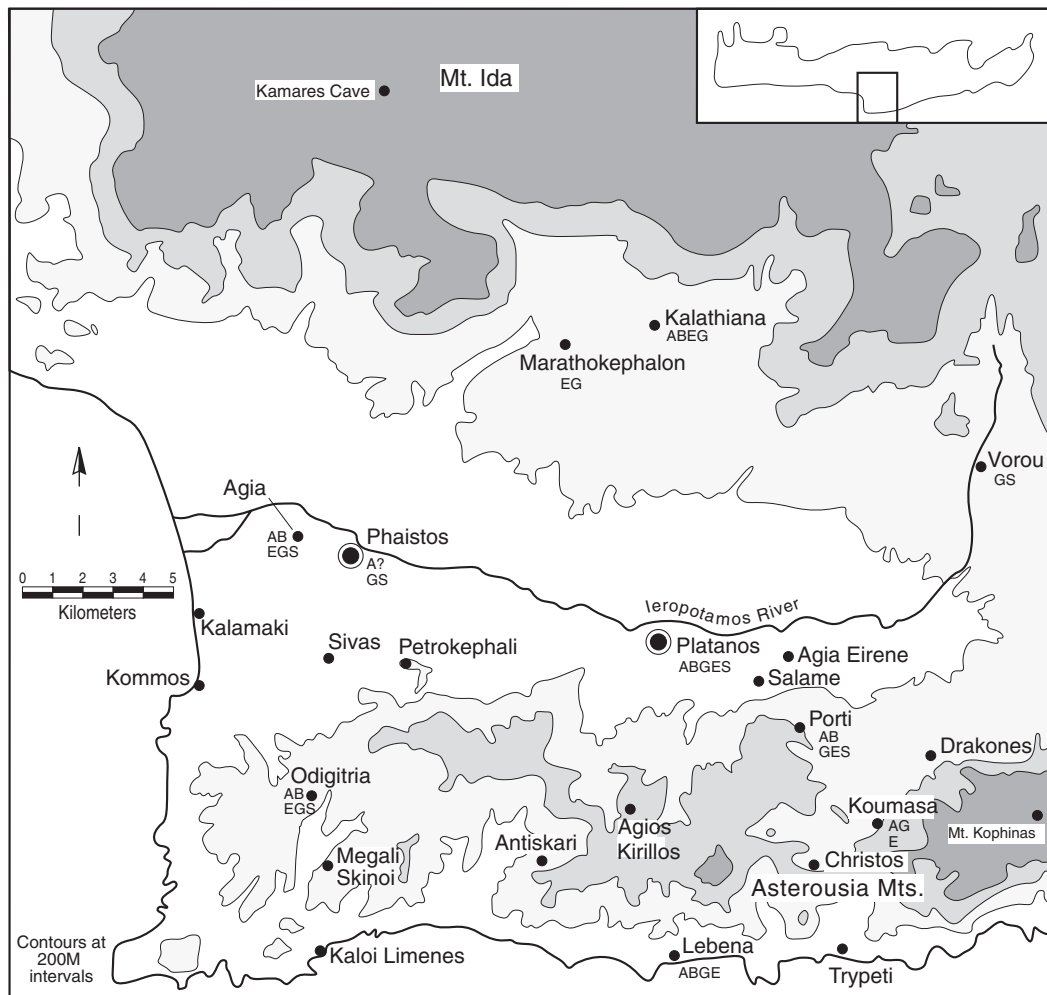 Mt. Ida
Kamares Cave
Kalathiana
ABEG
Marathokephalon
EG
Vorou
GS
Agia
AB
EGS
Phaistos
A?
GS
0 1 2 3 4 5
Kilometers
Kalamaki
Ieropotamos River
Sivas
Petrokephali
Platanos
ABGES
Agia Eirene
Salame
Kommos
Porti
AB
GES
Drakones
Odigitria
AB
EGS
Koumasa
AG
E
Mt. Kophinas
Agios
Kirillos
Antiskari
Megali
Skinoi
Christos
Asterousia Mts.
Contours at
200M
intervals
Kaloi Limenes
Lebena
ABGE
Trypeti